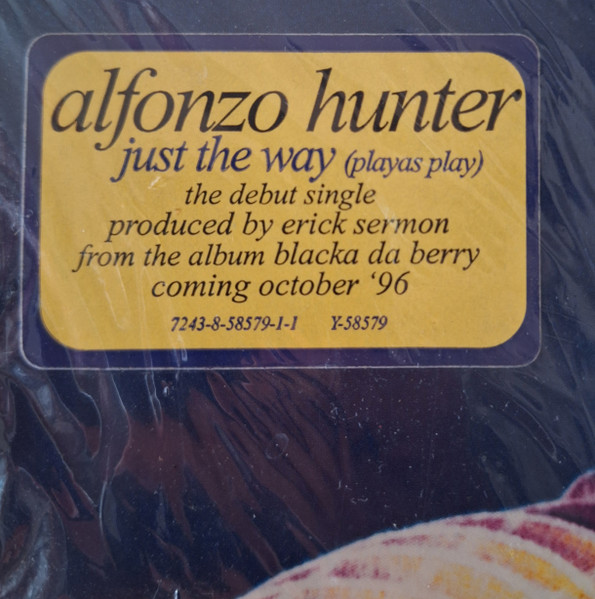 alfonzo hunter
just the way (playas play)
the debut single
produced by erick sermon
from the album blacka da berry
coming october ‘96
7243-8-58579-1-1 Y-58579